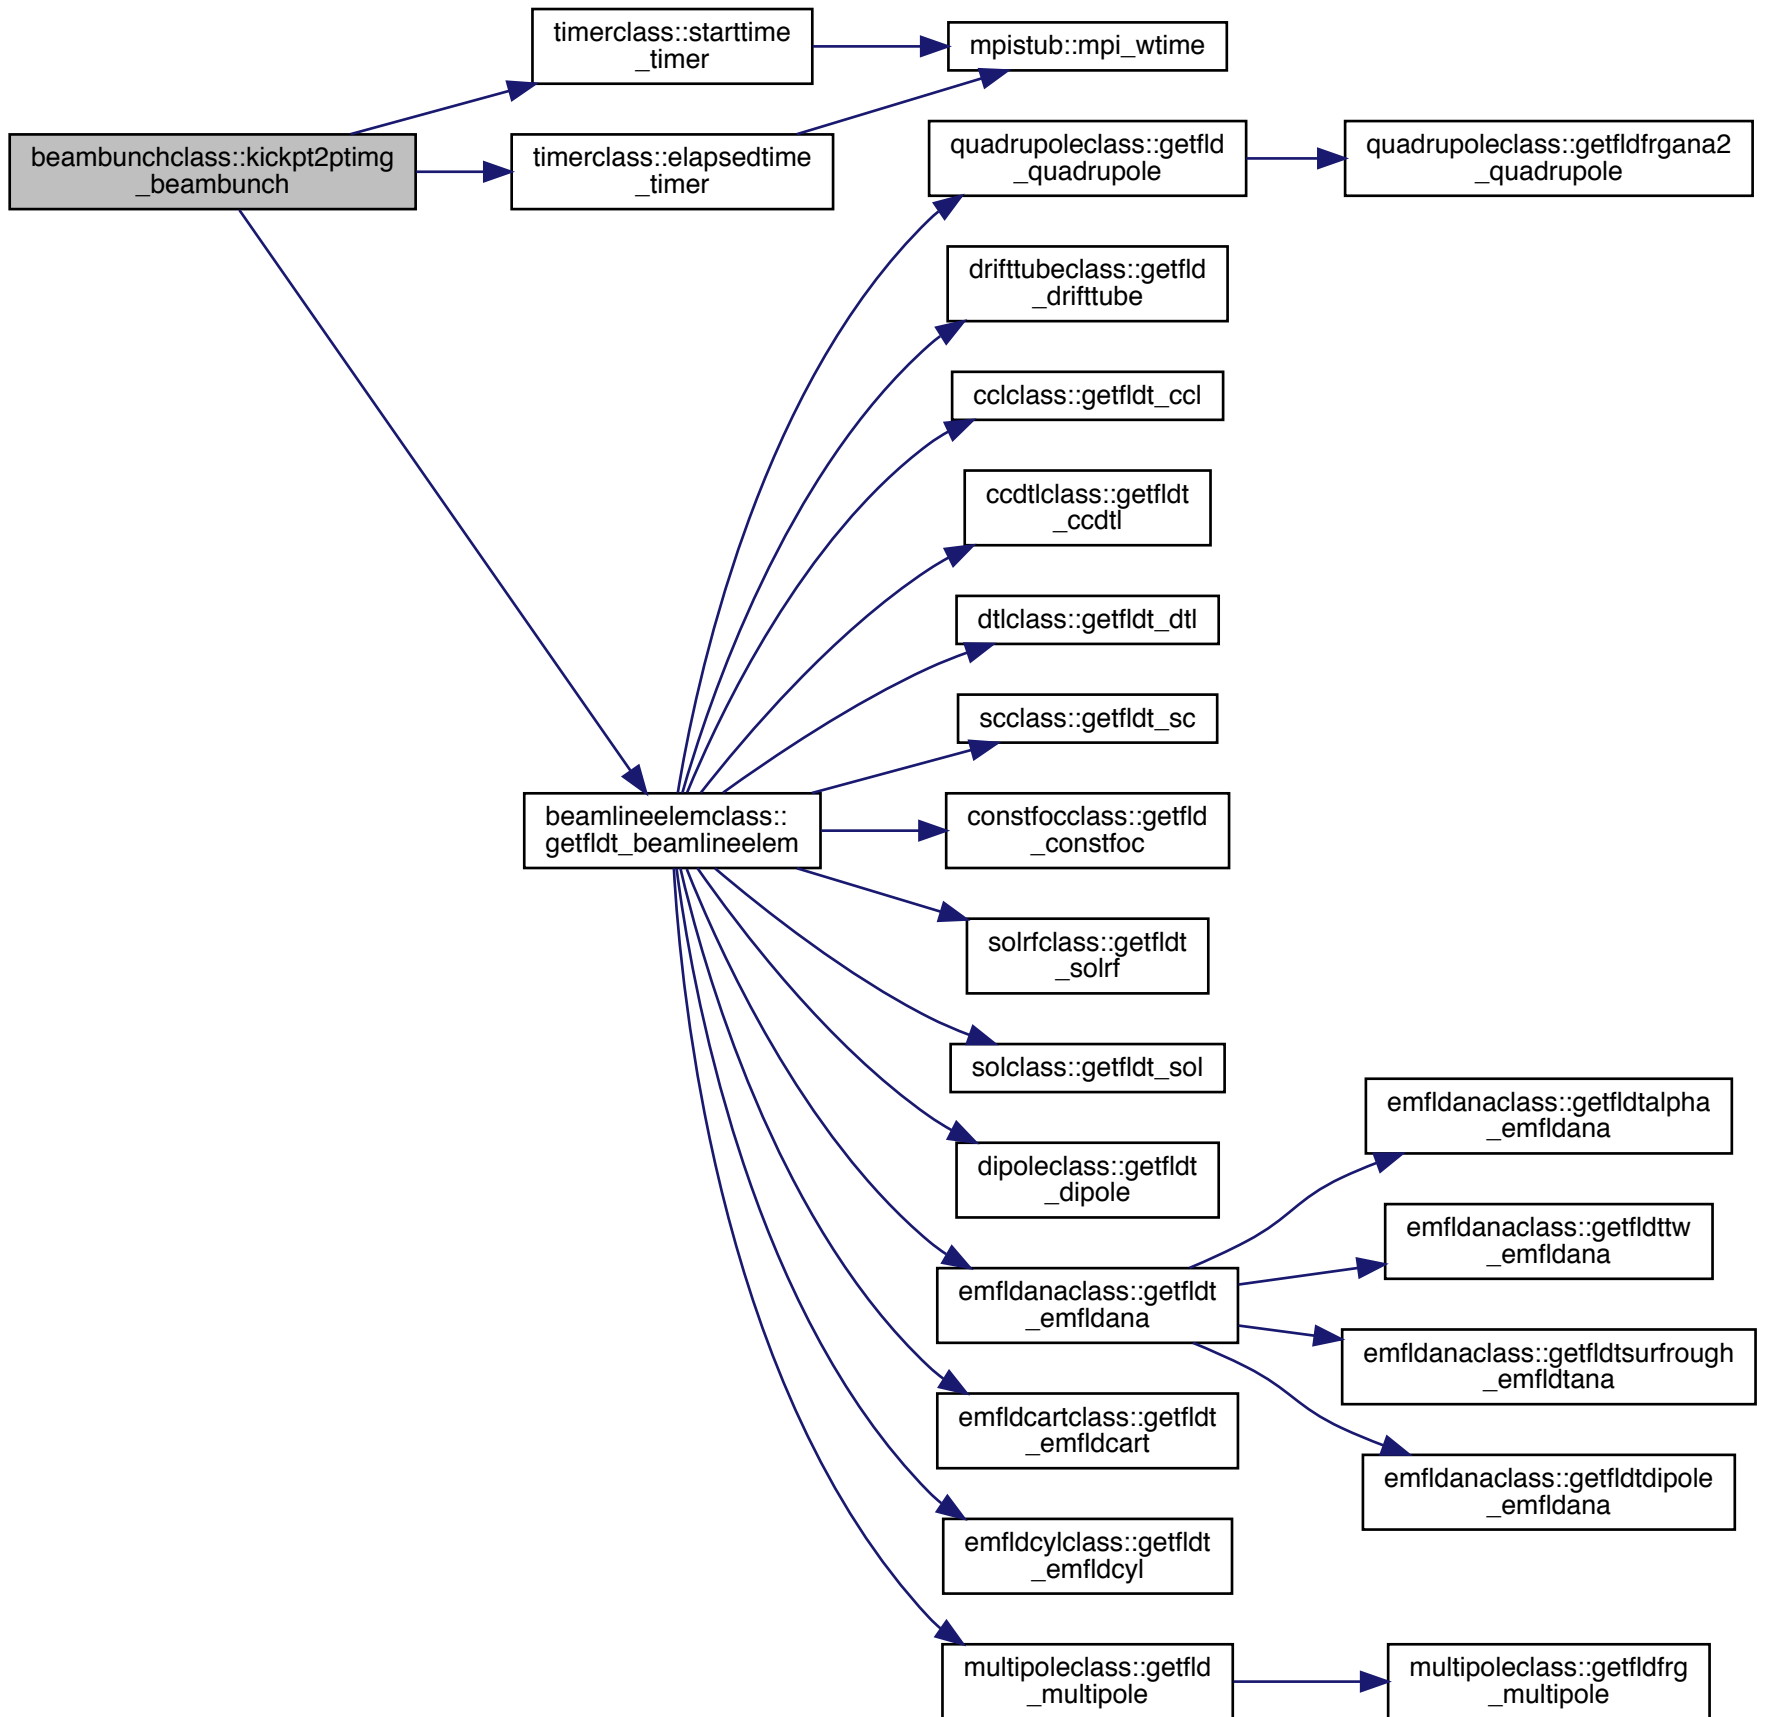 timerclass::starttime
_timer
mpistub::mpi_wtime
beambunchclass::kickpt2ptimg
_beambunch
timerclass::elapsedtime
_timer
quadrupoleclass::getfld
_quadrupole
quadrupoleclass::getfldfrgana2
_quadrupole
drifttubeclass::getfld
_drifttube
cclclass::getfldt_ccl
ccdtlclass::getfldt
_ccdtl
dtlclass::getfldt_dtl
scclass::getfldt_sc
beamlineelemclass::
getfldt_beamlineelem
constfocclass::getfld
_constfoc
solrfclass::getfldt
_solrf
solclass::getfldt_sol
dipoleclass::getfldt
_dipole
emfldanaclass::getfldtalpha
_emfldana
emfldanaclass::getfldttw
_emfldana
emfldanaclass::getfldt
_emfldana
emfldanaclass::getfldtsurfrough
_emfldtana
emfldcartclass::getfldt
_emfldcart
emfldanaclass::getfldtdipole
_emfldana
emfldcylclass::getfldt
_emfldcyl
multipoleclass::getfld
_multipole
multipoleclass::getfldfrg
_multipole